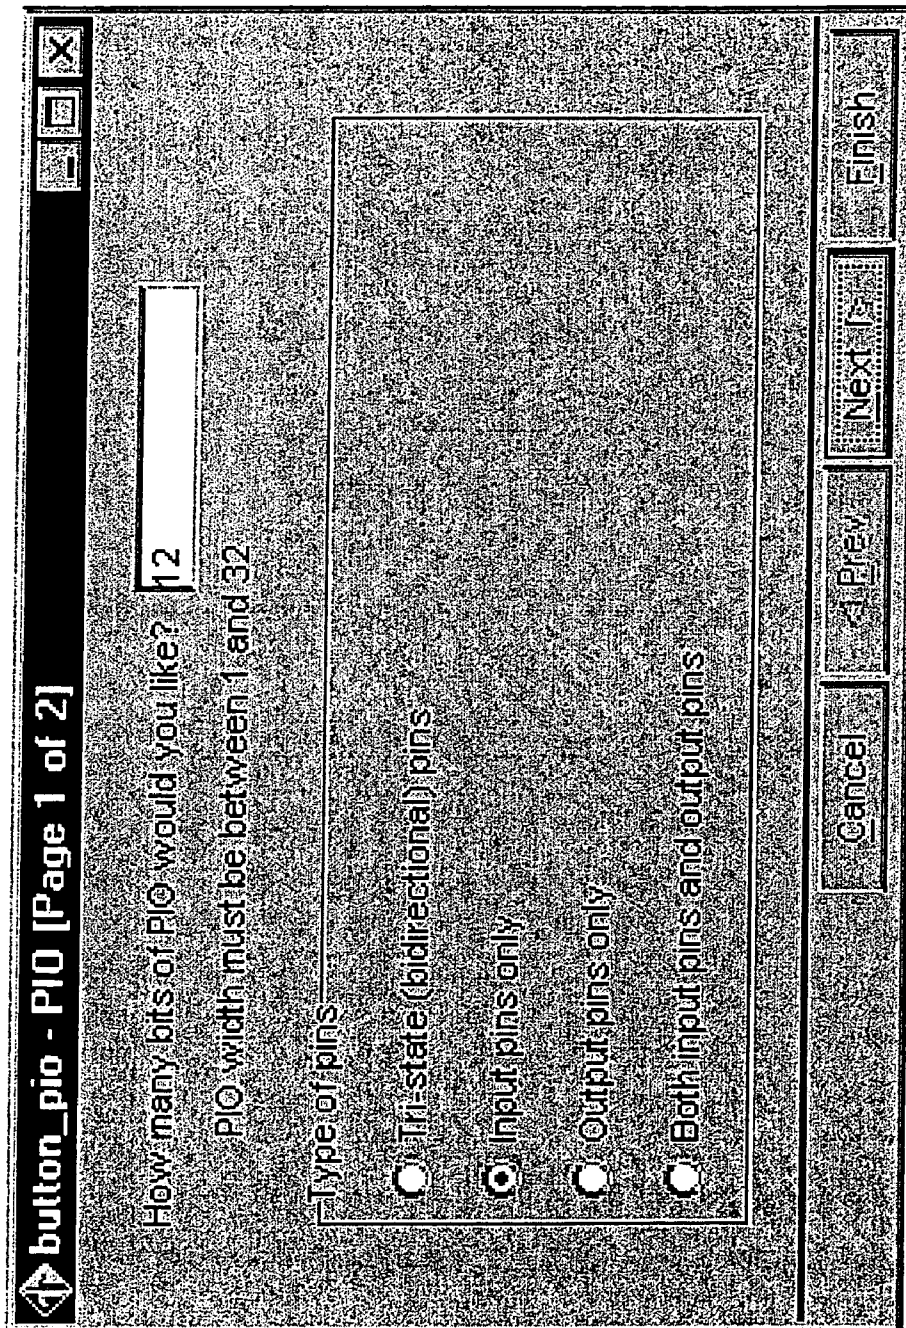 button_pio - PIO [Page 1 of 2]
How many bits of PIO would you like? 12
PIO width must be between 1 and 32
Type of pins
Tri-state (bidirectional) pins
Input pins only
Output pins only
Both input pins and output pins
Cancel
< Prev
Next >
Finish